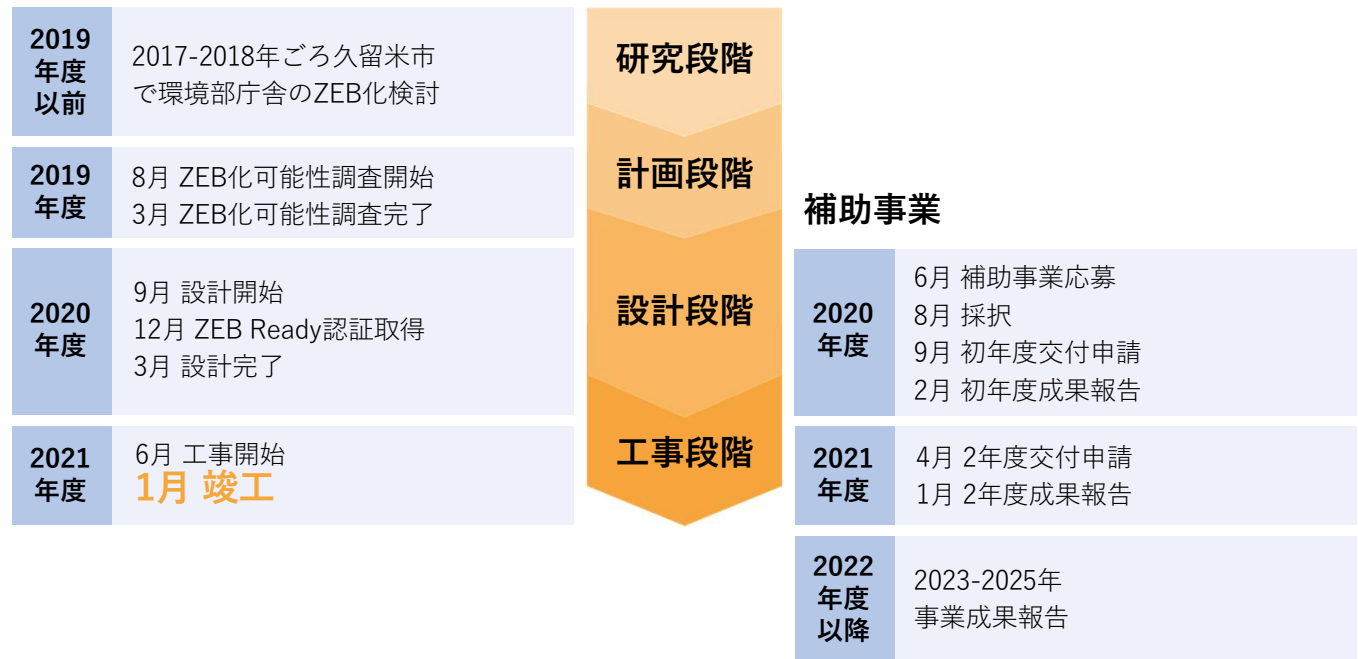 2019
年度
以前
2017-2018年ごろ久留米市
で環境部庁舎のZEB化検討
2019
年度
8月 ZEB化可能性調査開始
3月 ZEB化可能性調査完了
2020
年度
9月 設計開始
12月 ZEB Ready認証取得
3月 設計完了
2021
年度
6月 工事開始
1月 竣工
研究段階
計画段階
設計段階
工事段階
補助事業
2020
年度
6月 補助事業応募
8月 採択
9月 初年度交付申請
2月 初年度成果報告
2021
年度
4月 2年度交付申請
1月 2年度成果報告
2022
年度
以降
2023-2025年
事業成果報告